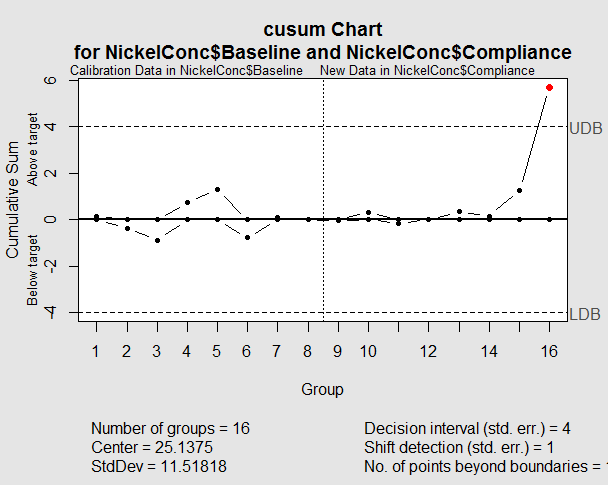 cusum Chart
for NickelConc$Baseline and NickelConc$Compliance
Calibration Data in NickelConc$Baseline
New Data in NickelConc$Compliance
Cumulative Sum
Above target
Below target
6
4
2
0
-2
-4
UDB
LDB
1 2 3 4 5 6 7 8 9 10 12 14 16
Group
Number of groups = 16
Center = 25.1375
StdDev = 11.51818
Decision interval (std. err.) = 4
Shift detection (std. err.) = 1
No. of points beyond boundaries =